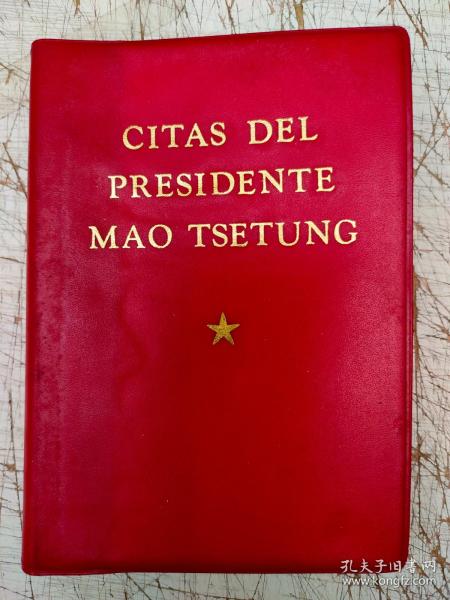 CITAS DEL
PRESIDENTE
MAO TSETUNG
孔夫子旧书网
www.kongfz.com